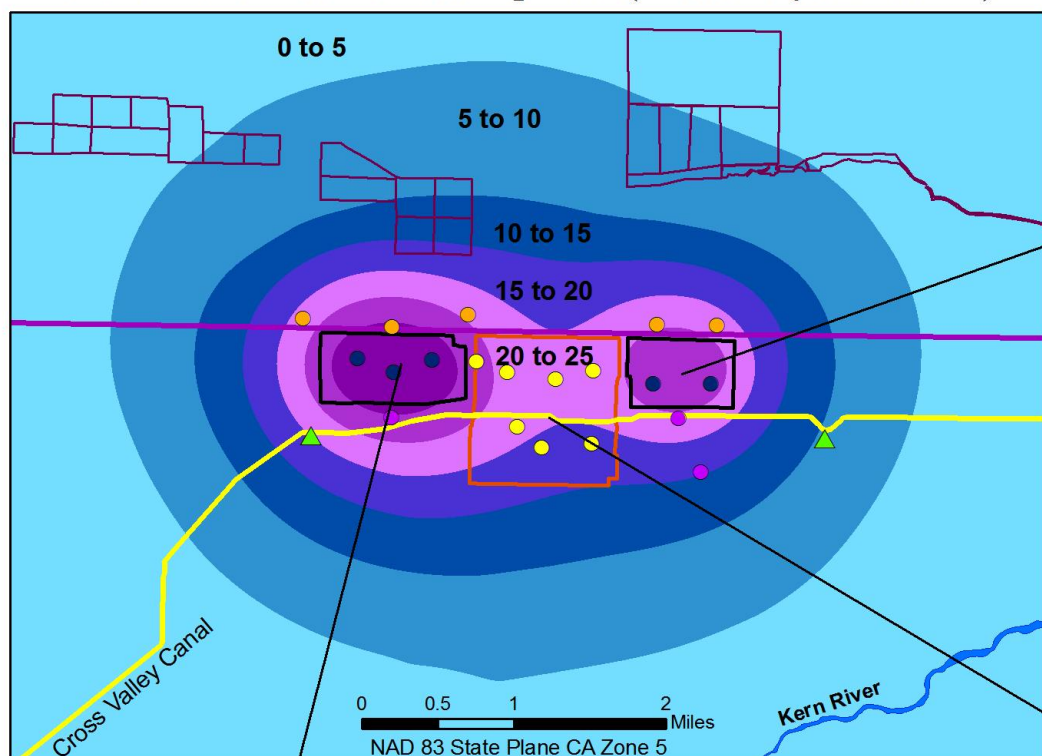 0 to 5
5 to 10
10 to 15
15 to 20
20 to 25
Cross Valley Canal
Kern River
0 0.5 1 2
Miles
NAD 83 State Plane CA Zone 5